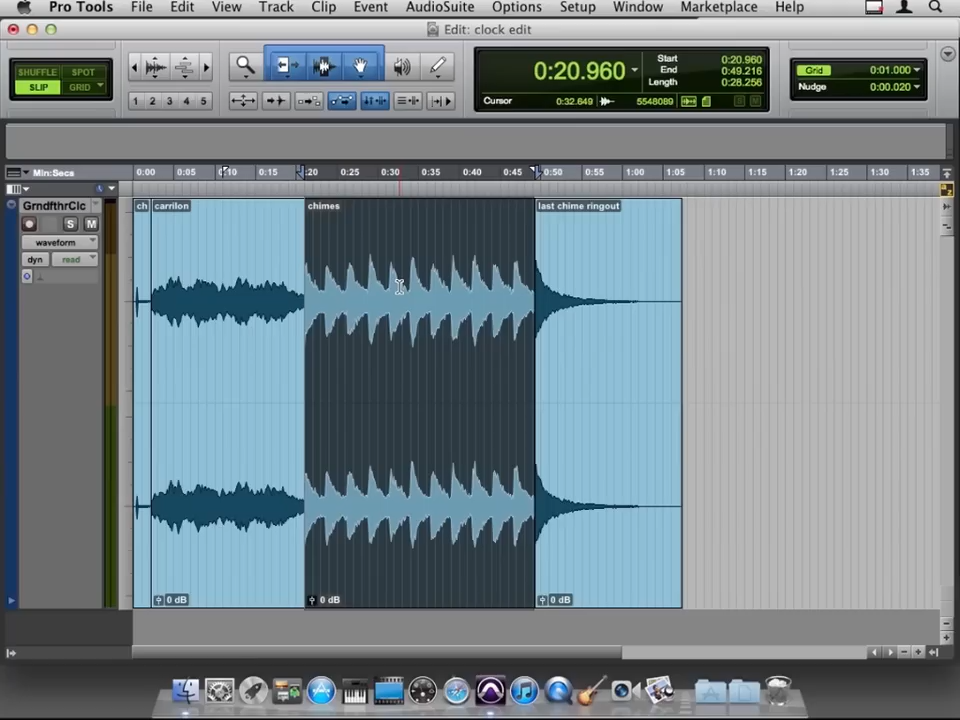 Pro Tools File Edit View Track Clip Event AudioSuite Options Setup Window Marketplace Help
Edit: clock edit
SHUFFLE SPOT
SLIP GRID
1 2 3 4 5
0:20.960
Start 0:20.960
End 0:49.216
Length 0:28.256
Cursor 0:32.649 5548089
Grid 0:01.000
Nudge 0:00.020
Min:Secs 0:00 0:05 0:10 0:15 :20 0:25 0:30 0:35 0:40 0:45 0:50 0:55 1:00 1:05 1:10 1:15 1:20 1:25 1:30 1:35
GrndfthrClc ch carrilon chimes last chime ringout
S M
waveform
dyn read
0 dB 0 dB 0 dB